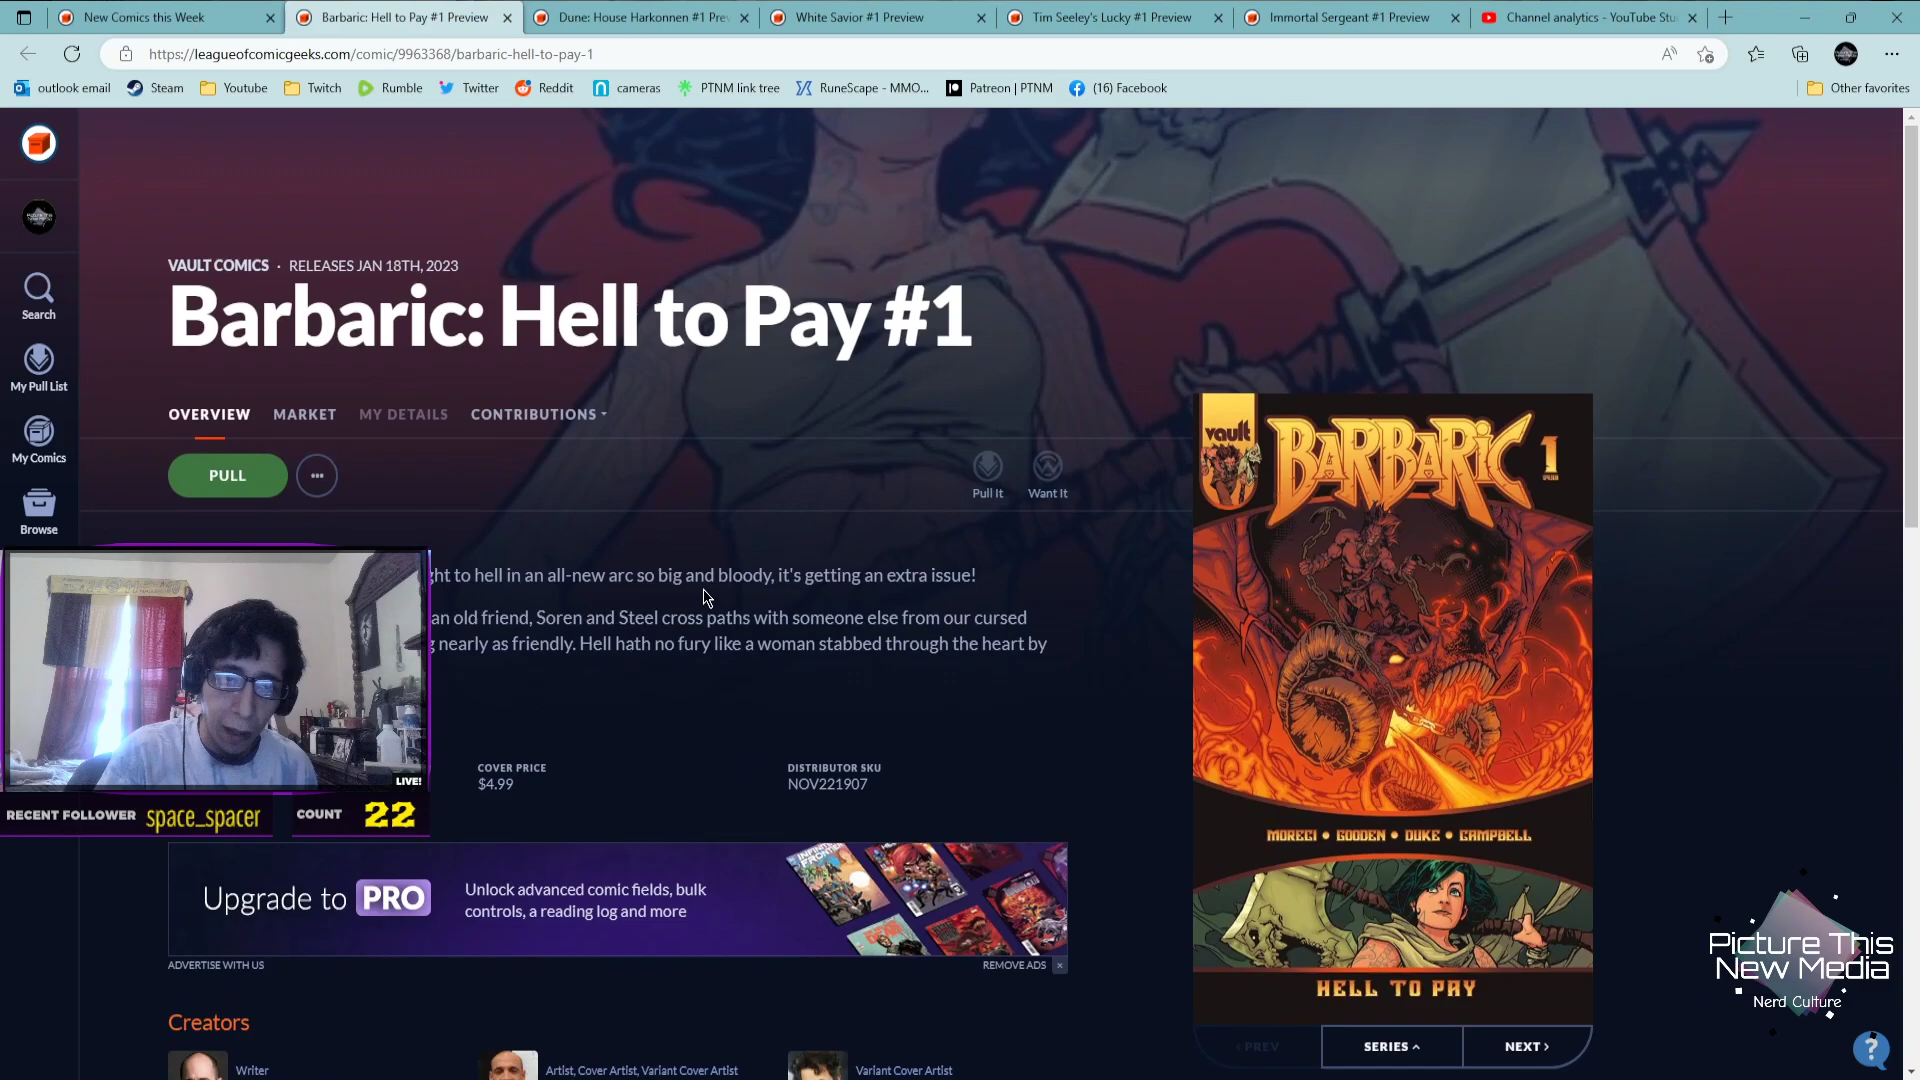 New Comics this Week
Barbaric: Hell to Pay #1 Preview
Dune: House Harkonnen #1 Pre
White Savior #1 Preview
Tim Seeley's Lucky #1 Preview
Immortal Sergeant #1 Preview
Channel analytics - YouTube Stu
https://leagueofcomicgeeks.com/comic/9963368/barbaric-hell-to-pay-1
outlook email
Steam
Youtube
Twitch
Rumble
Twitter
Reddit
cameras
PTNM link tree
RuneScape - MMO...
Patreon | PTNM
(16) Facebook
Other favorites
VAULT COMICS · RELEASES JAN 18TH, 2023
Barbaric: Hell to Pay #1
Search
My Pull List
My Comics
Browse
OVERVIEW
MARKET
MY DETAILS
CONTRIBUTIONS
PULL
Pull It
Want It
ght to hell in an all-new arc so big and bloody, it's getting an extra issue!
an old friend, Soren and Steel cross paths with someone else from our cursed
g nearly as friendly. Hell hath no fury like a woman stabbed through the heart by
LIVE!
RECENT FOLLOWER space_spacer
COUNT 22
COVER PRICE
$4.99
DISTRIBUTOR SKU
NOV221907
Upgrade to PRO
Unlock advanced comic fields, bulk
controls, a reading log and more
ADVERTISE WITH US
REMOVE ADS
Creators
Writer
Artist, Cover Artist, Variant Cover Artist
Variant Cover Artist
vault
BARBARIC
1
MORECI • GOODEN • DUKE • CAMPBELL
HELL TO PAY
PREV
SERIES
NEXT
Picture This
New Media
Nerd Culture
?